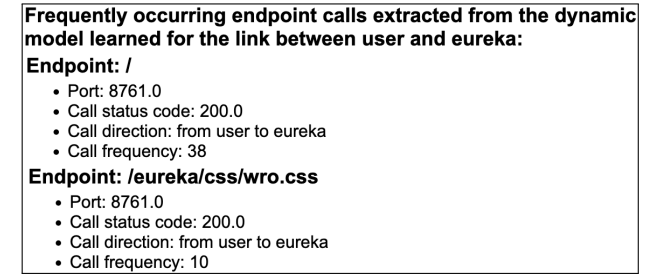 Frequently occurring endpoint calls extracted from the dynamic
model learned for the link between user and eureka:
Endpoint: /
• Port: 8761.0
• Call status code: 200.0
• Call direction: from user to eureka
• Call frequency: 38
Endpoint: /eureka/css/wro.css
• Port: 8761.0
• Call status code: 200.0
• Call direction: from user to eureka
• Call frequency: 10